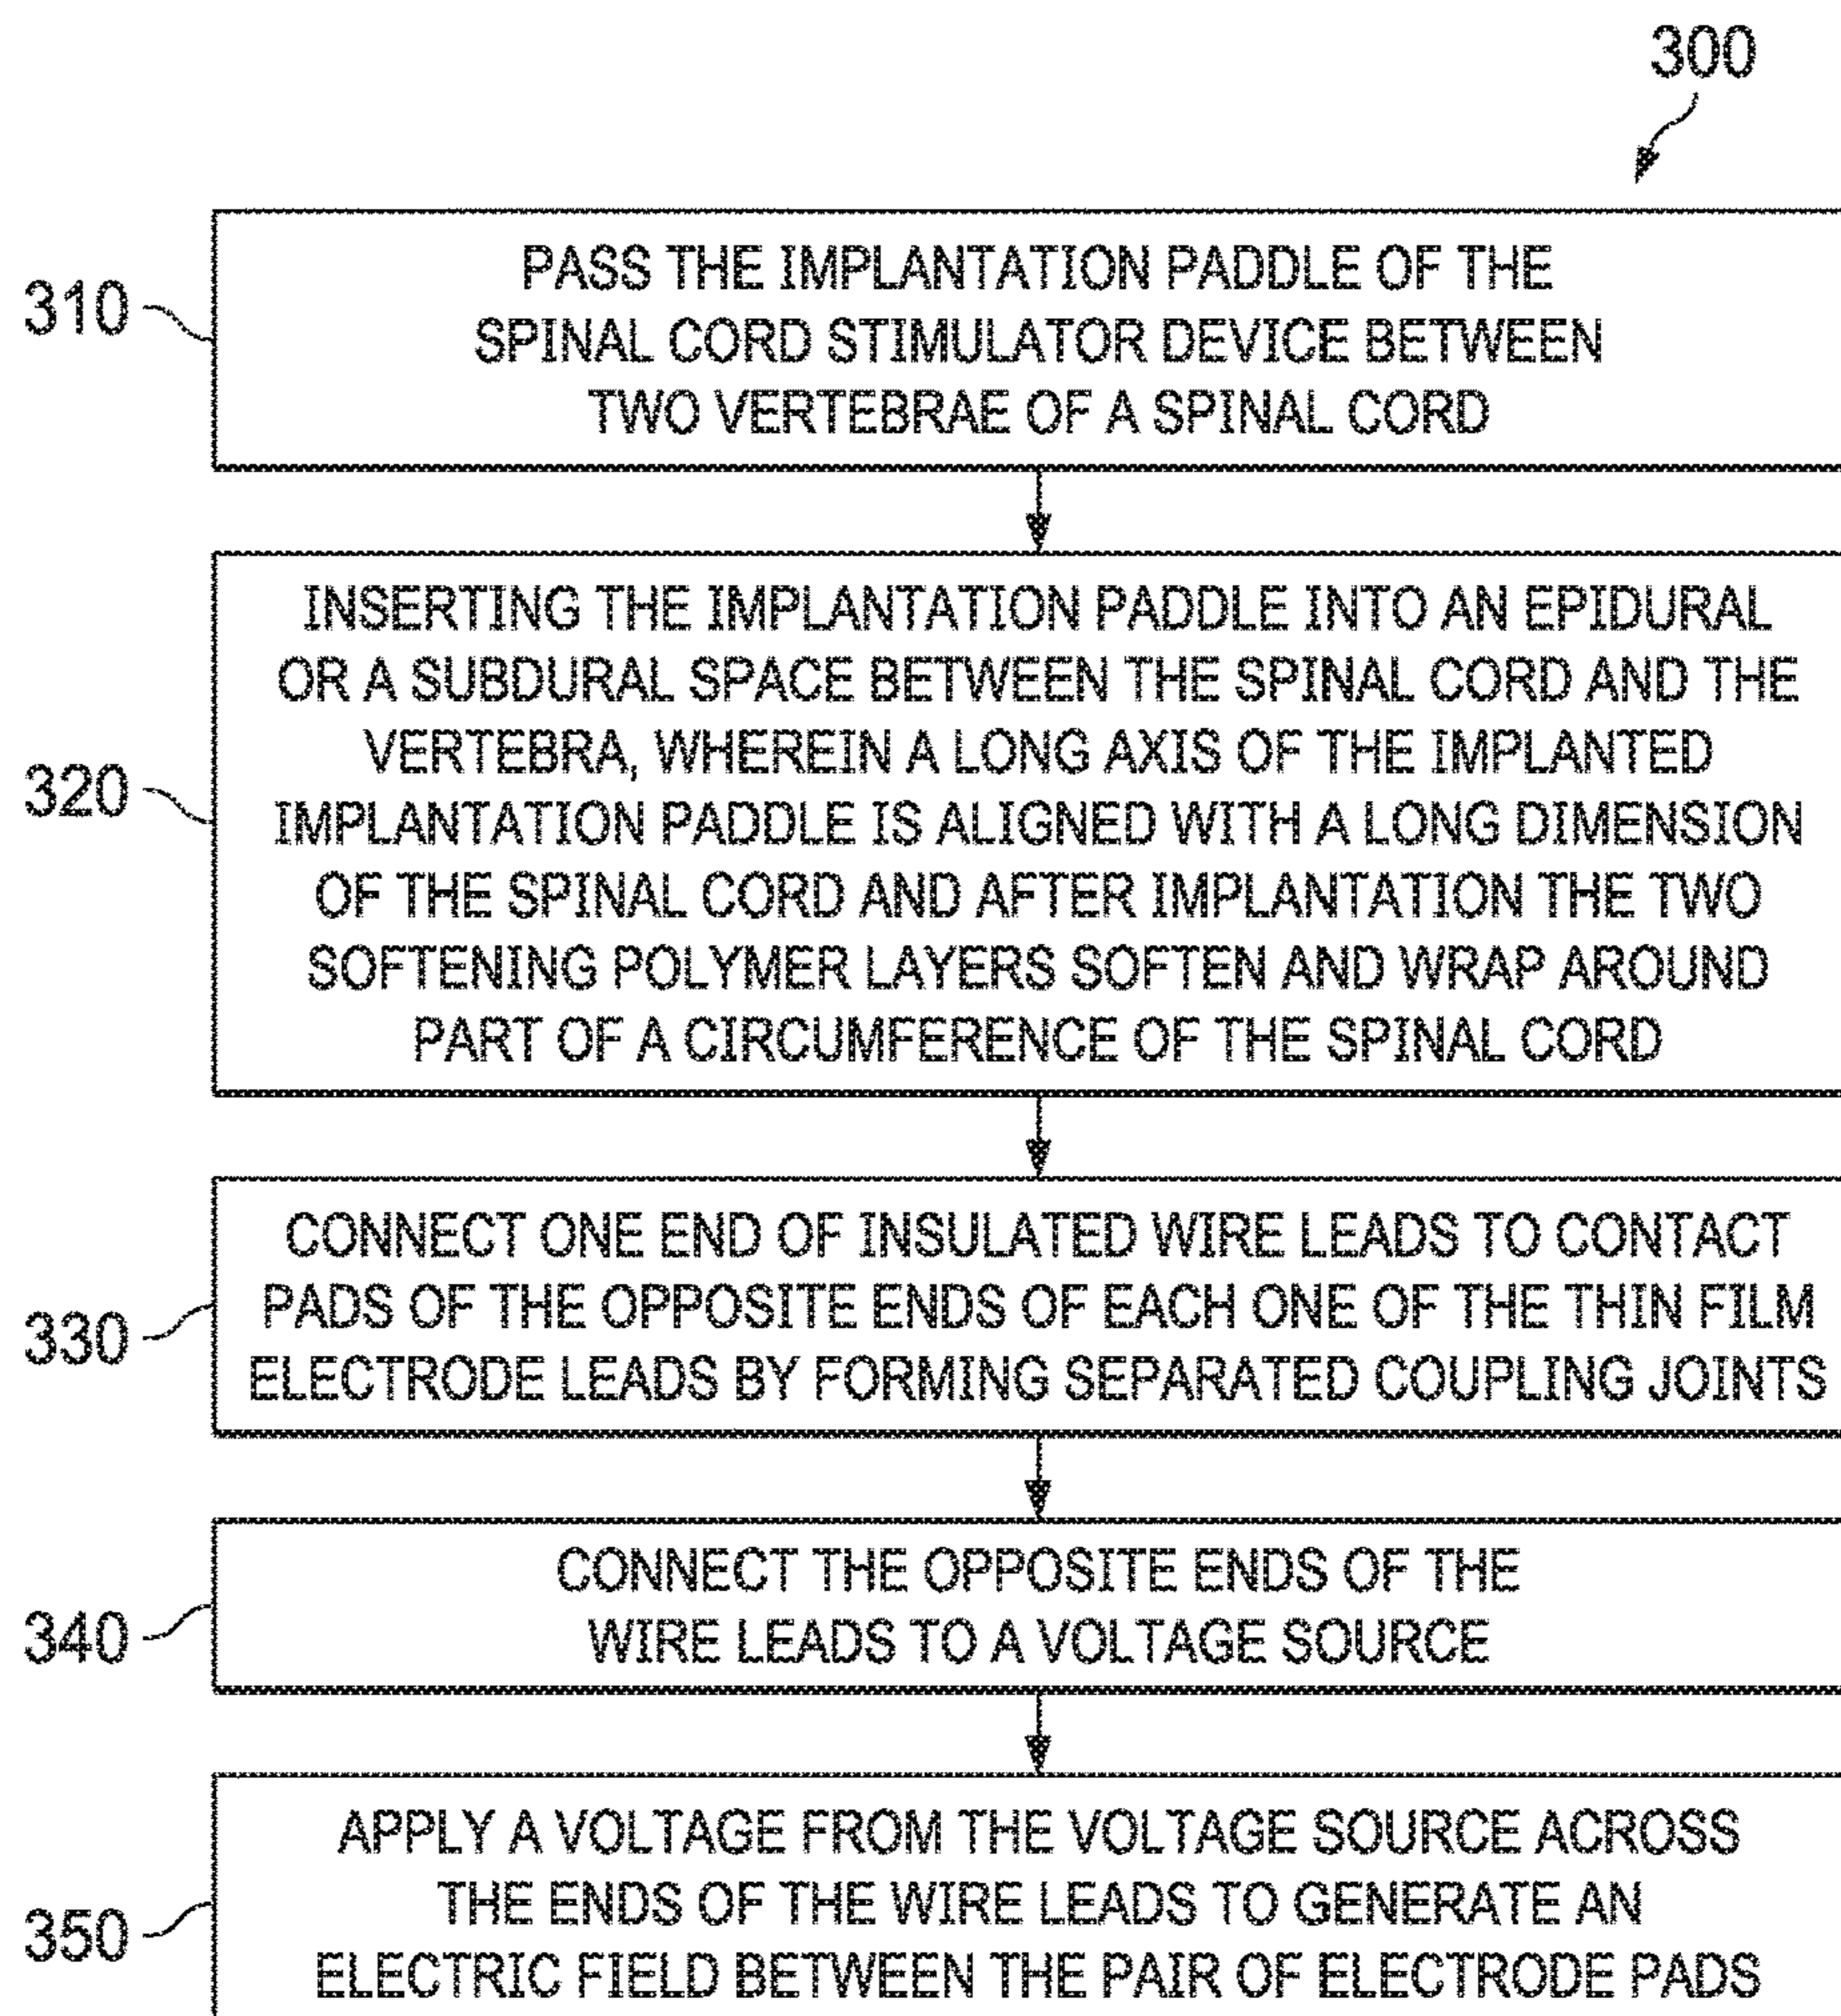 300
310
PASS THE IMPLANTATION PADDLE OF THE
SPINAL CORD STIMULATOR DEVICE BETWEEN
TWO VERTEBRAE OF A SPINAL CORD
320
INSERTING THE IMPLANTATION PADDLE INTO AN EPIDURAL
OR A SUBDURAL SPACE BETWEEN THE SPINAL CORD AND THE
VERTEBRA, WHEREIN A LONG AXIS OF THE IMPLANTED
IMPLANTATION PADDLE IS ALIGNED WITH A LONG DIMENSION
OF THE SPINAL CORD AND AFTER IMPLANTATION THE TWO
SOFTENING POLYMER LAYERS SOFTEN AND WRAP AROUND
PART OF A CIRCUMFERENCE OF THE SPINAL CORD
330
CONNECT ONE END OF INSULATED WIRE LEADS TO CONTACT
PADS OF THE OPPOSITE ENDS OF EACH ONE OF THE THIN FILM
ELECTRODE LEADS BY FORMING SEPARATED COUPLING JOINTS
340
CONNECT THE OPPOSITE ENDS OF THE
WIRE LEADS TO A VOLTAGE SOURCE
350
APPLY A VOLTAGE FROM THE VOLTAGE SOURCE ACROSS
THE ENDS OF THE WIRE LEADS TO GENERATE AN
ELECTRIC FIELD BETWEEN THE PAIR OF ELECTRODE PADS